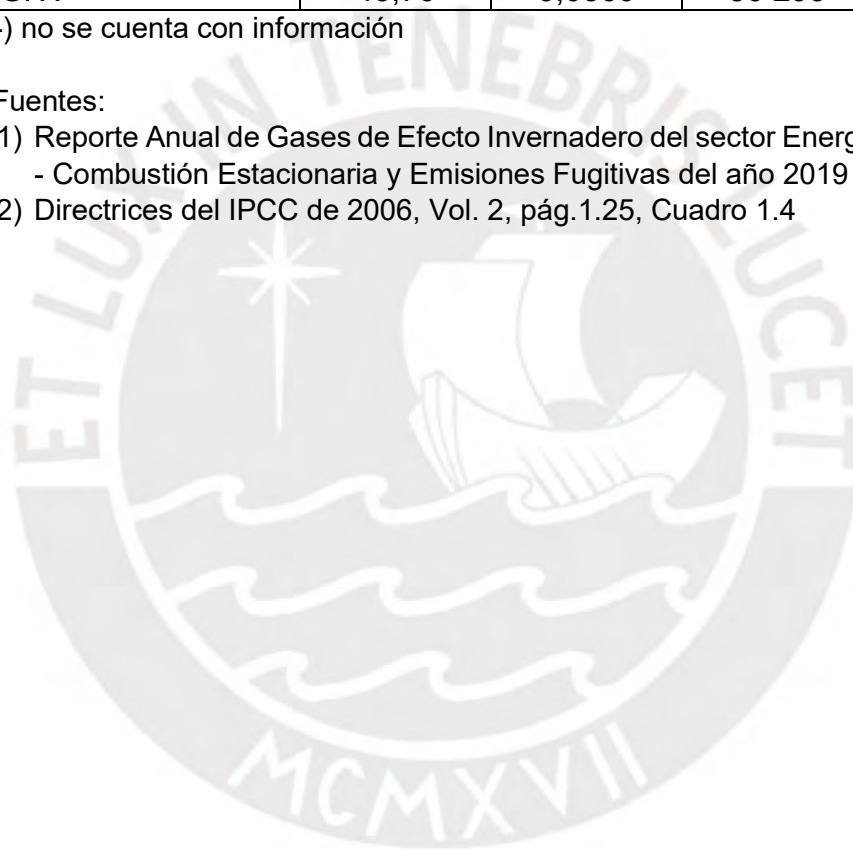 -) no se cuenta con información
Fuentes:
1) Reporte Anual de Gases de Efecto Invernadero del sector Energ
- Combustión Estacionaria y Emisiones Fugitivas del año 2019
2) Directrices del IPCC de 2006, Vol. 2, pág.1.25, Cuadro 1.4
ET LUX IN TENEBRIS LUCET
MCMXVII